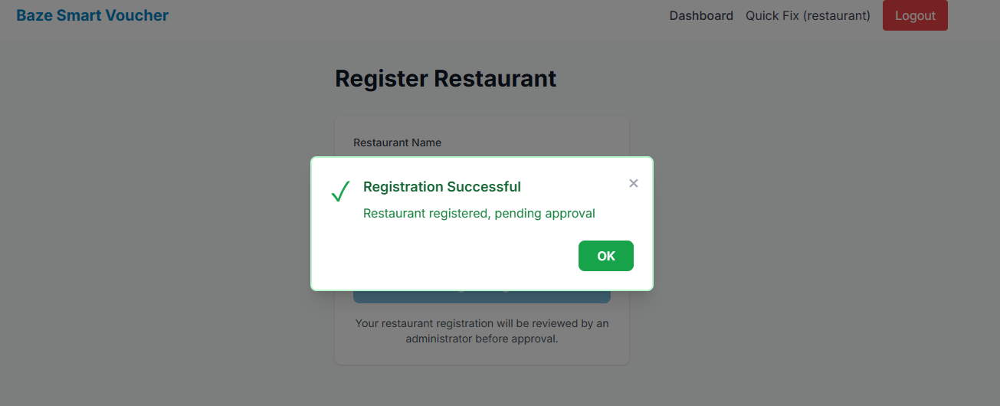 Baze Smart Voucher
Dashboard Quick Fix (restaurant) Logout
Register Restaurant
Restaurant Name
Registration Successful
×
Restaurant registered, pending approval
OK
Your restaurant registration will be reviewed by an
administrator before approval.